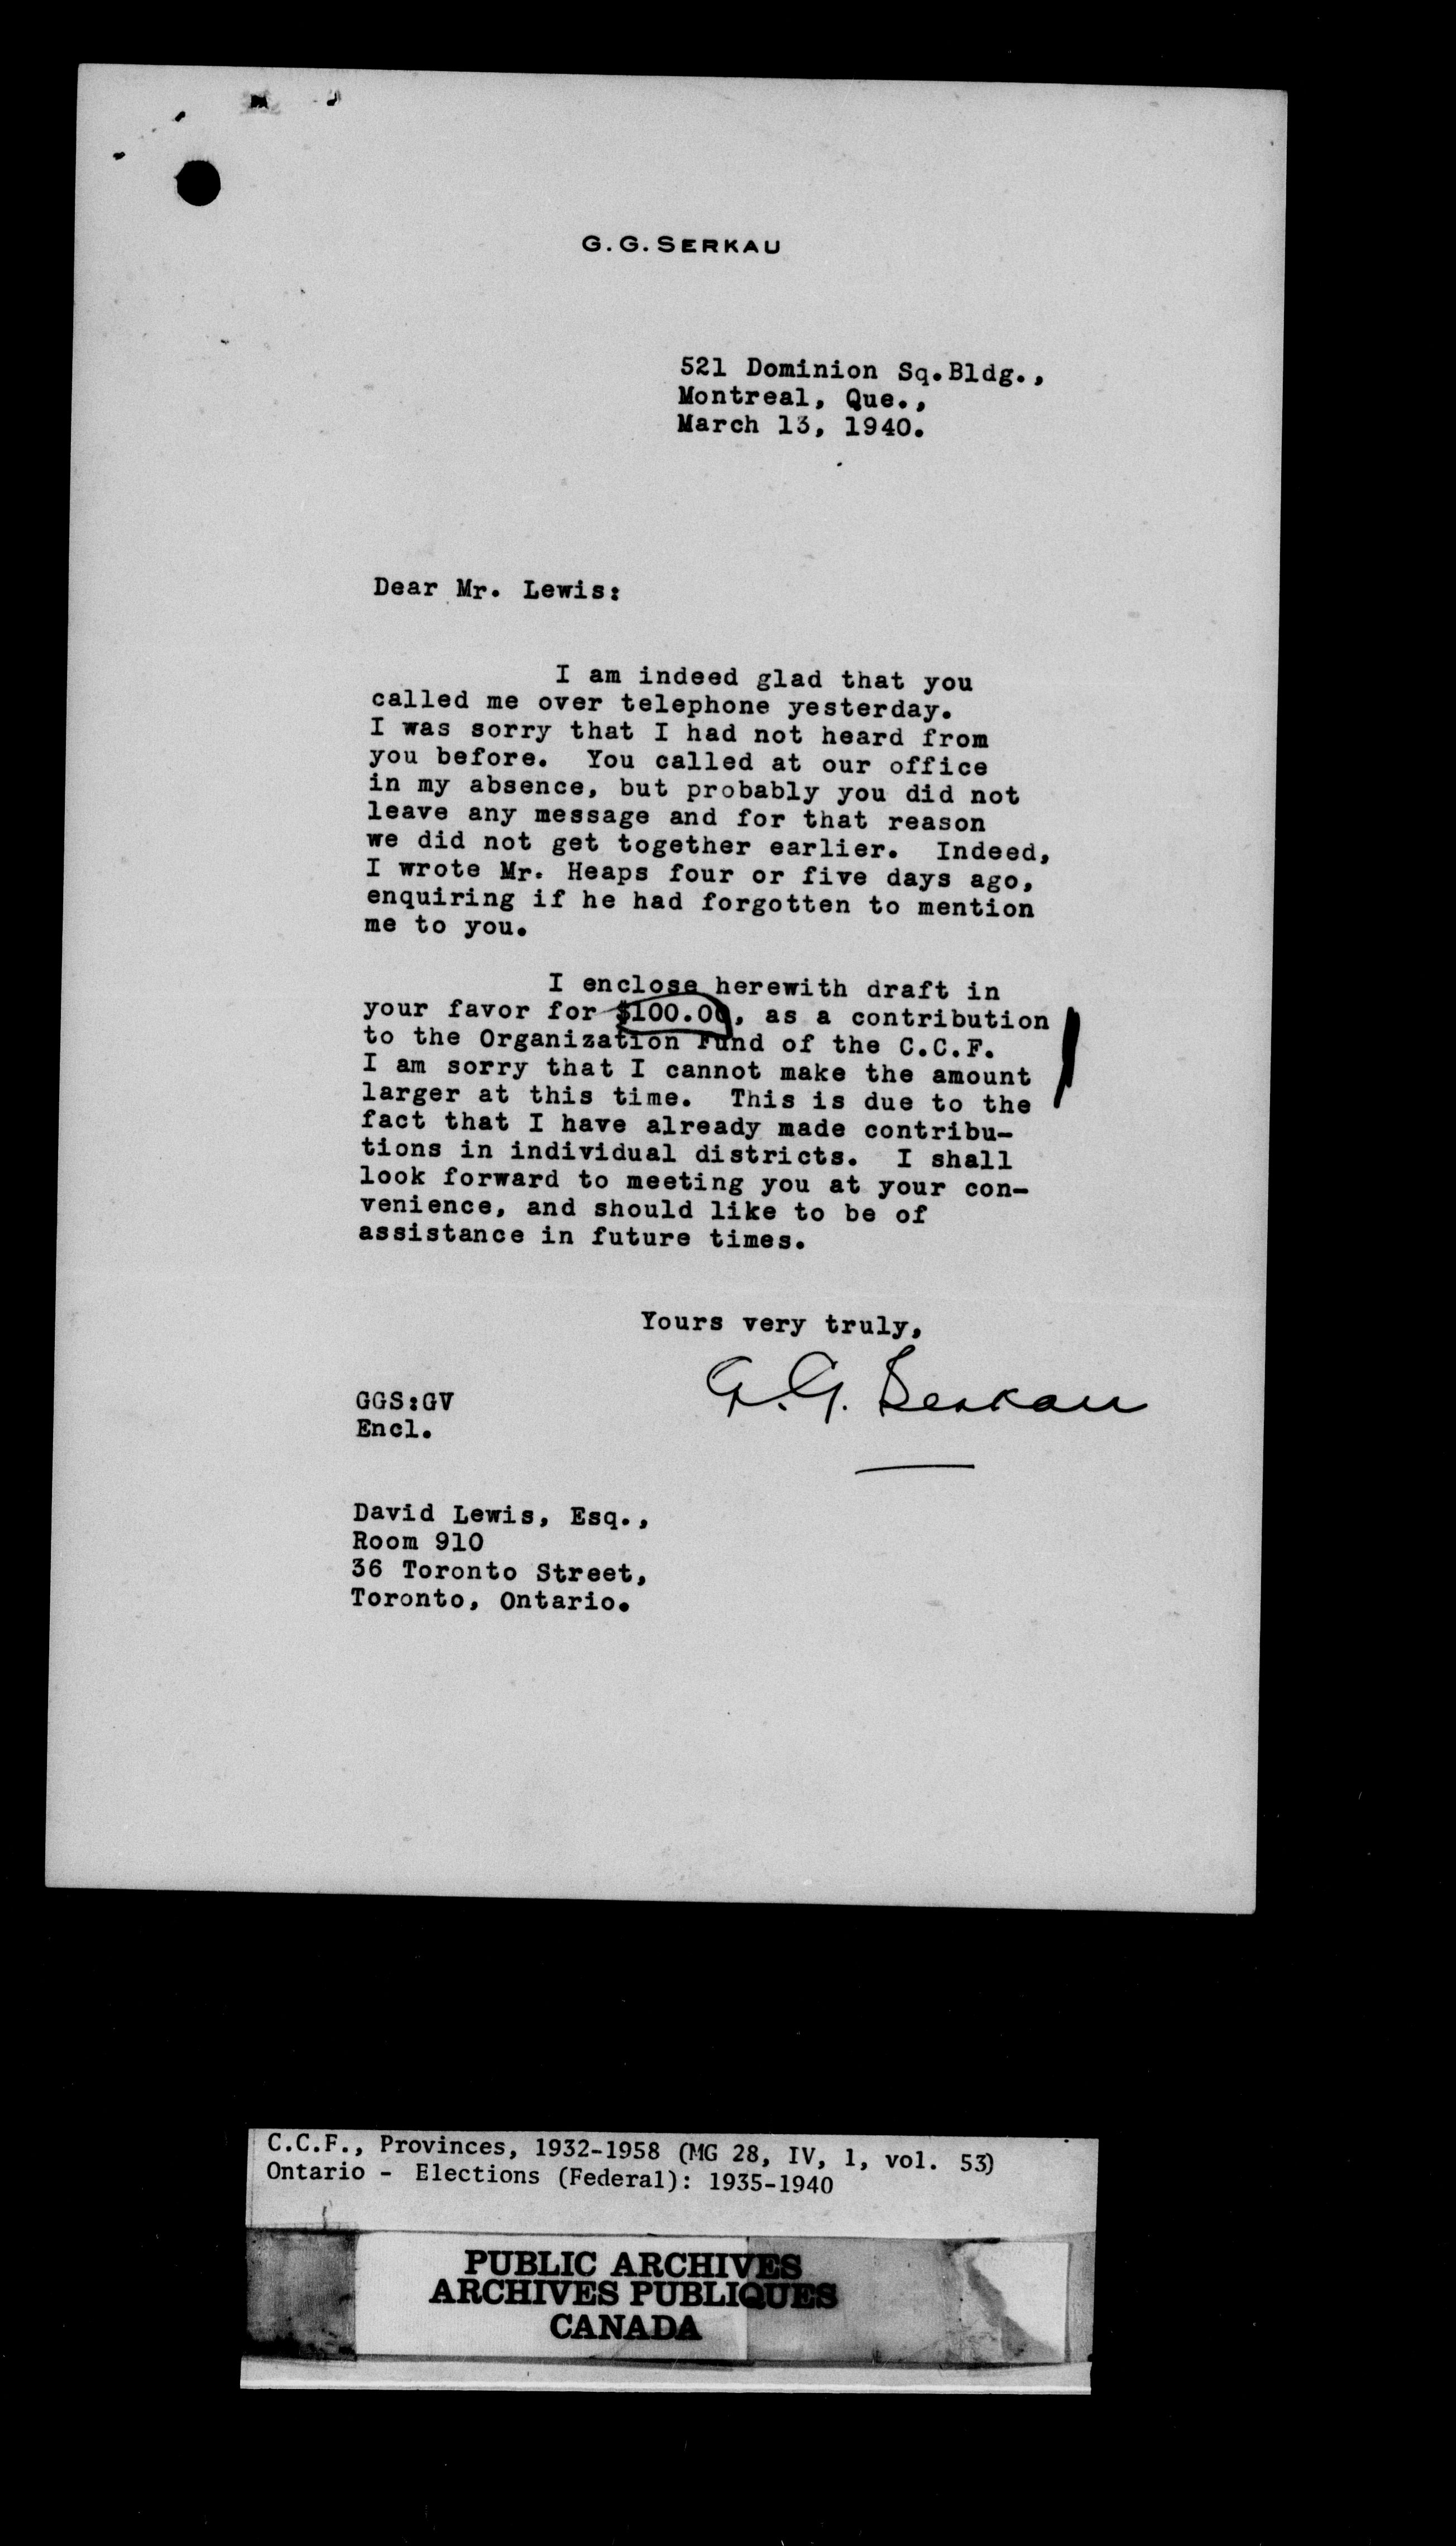 G. G. SERKAU
521 Dominion Sq.Bldg.,
Montreal, Que.,
March 13, 1940.
Dear Mr. Lewis:
I am indeed glad that you
called me over telephone yesterday.
I was sorry that I had not heard from
you before. You called at our office
in my absence, but probably you did not
leave any message and for that reason
we did not get together earlier. Indeed,
I wrote Mr. Heaps four or five days ago,
enquiring if he had forgotten to mention
me to you.
I enclose herewith draft in
your favor for $100.00, as a contribution
to the Organization Fund of the C.C.F.
I am sorry that I cannot make the amount
larger at this time. This is due to the
fact that I have already made contribu-
tions in individual districts. I shall
look forward to meeting you at your con-
venience, and should like to be of
assistance in future times.
Yours very truly,
G. G. Serkau
GGS:GV
Encl.
David Lewis, Esq.,
Room 910
36 Toronto Street,
Toronto, Ontario.
C.C.F., Provinces, 1932-1958 (MG 28, IV, 1, vol. 53)
Ontario - Elections (Federal): 1935-1940
PUBLIC ARCHIVES
ARCHIVES PUBLIQUES
CANADA